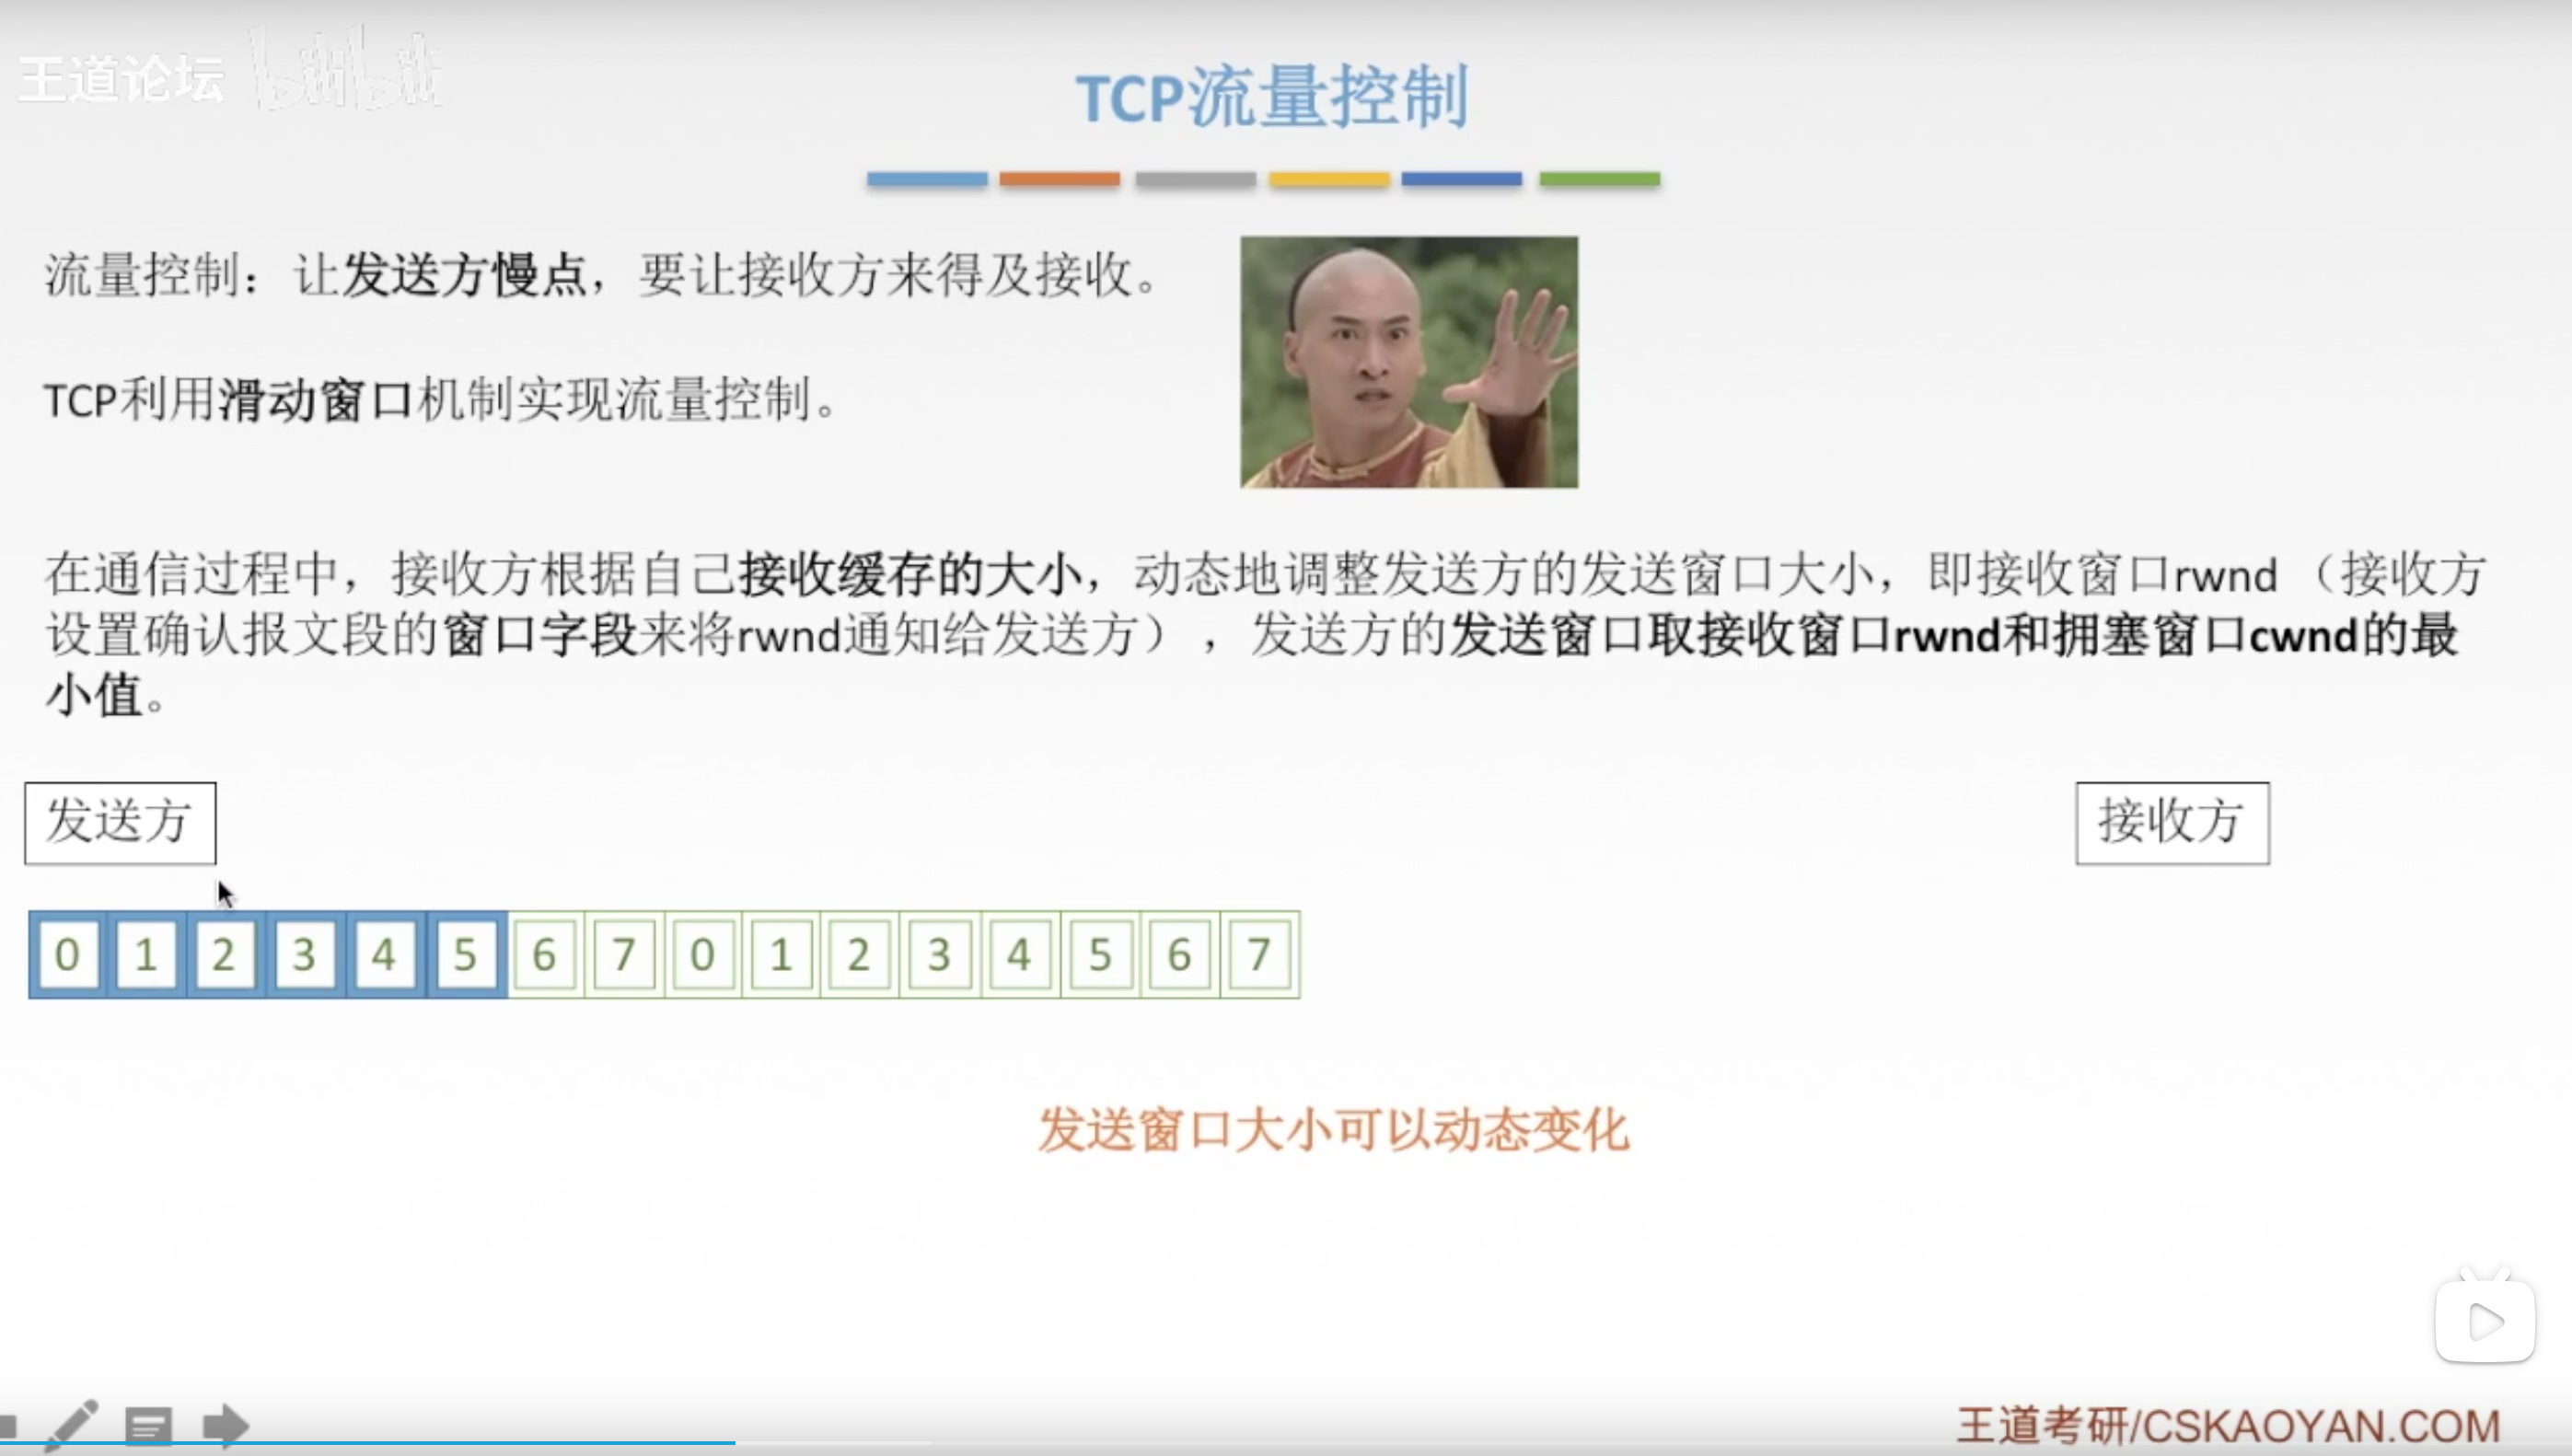 王道论坛 bilibili
TCP流量控制
流量控制：让发送方慢点，要让接收方来得及接收。
TCP利用滑动窗口机制实现流量控制。
在通信过程中，接收方根据自己接收缓存的大小，动态地调整发送方的发送窗口大小，即接收窗口rwnd（接收方
设置确认报文段的窗口字段来将rwnd通知给发送方），发送方的发送窗口取接收窗口rwnd和拥塞窗口cwnd的最
小值。
发送方 接收方
0 1 2 3 4 5 6 7 0 1 2 3 4 5 6 7
发送窗口大小可以动态变化
王道考研/CSKAOYAN.COM